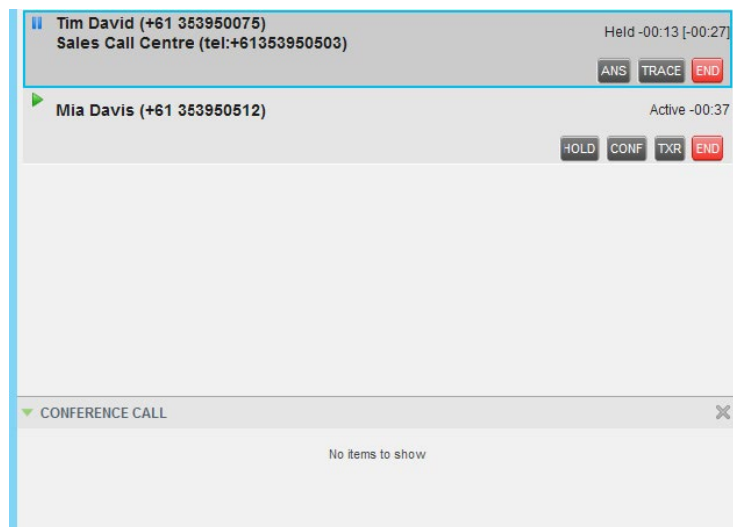 Tim David (+61 353950075)
Held -00:13 [-00:27]
Sales Call Centre (tel:+61353950503)
ANS TRACE END
Mia Davis (+61 353950512)
Active -00:37
HOLD CONF TXR END
CONFERENCE CALL
No items to show